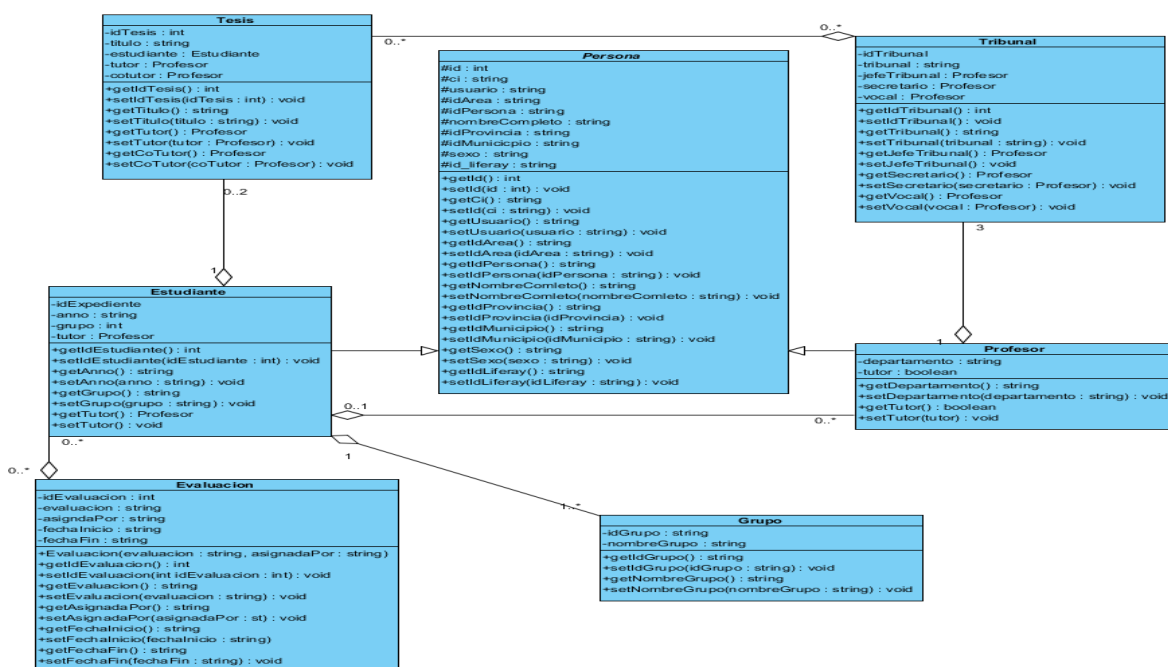 Tesis
-idTesis : int
-titulo : string
-estudiante : Estudiante
-tutor : Profesor
-cotutor : Profesor
+getIdTesis() : int
+setIdTesis(idTesis : int) : void
+getTitulo() : string
+setTitulo(titulo : string) : void
+getTutor() : Profesor
+setTutor(tutor : Profesor) : void
+getCoTutor() : Profesor
+setCoTutor(coTutor : Profesor) : void
0..*
0..*
0..2
1
Persona
#id : int
#ci : string
#usuario : string
#idArea : string
#idPersona : string
#nombreCompleto : string
#idProvincia : string
#idMunicicpio : string
#sexo : string
#id_liferay : string
+getId() : int
+setId(id : int) : void
+getCi() : string
+setId(ci : string) : void
+getUsuario() : string
+setUsuario(usuario : string) : void
+getIdArea() : string
+setIdArea(idArea : string) : void
+getIdPersona() : string
+setIdPersona(idPersona : string) : void
+getNombreComleto() : string
+setNombreComleto(nombreComleto : string) : void
+getIdProvincia() : string
+setIdProvincia(idProvincia) : void
+getIdMunicipio() : string
+setIdMunicipio(idMunicipio : string) : void
+getSexo() : string
+setSexo(sexo : string) : void
+getIdLiferay() : string
+setIdLiferay(idLiferay : string) : void
Tribunal
-idTribunal
-tribunal : string
-jefeTribunal : Profesor
-secretario : Profesor
-vocal : Profesor
+getIdTribunal() : int
+setIdTribunal() : void
+getTribunal() : string
+setTribunal(tribunal : string) : void
+getJefeTribunal() : Profesor
+setJefeTribunal() : void
+getSecretario() : Profesor
+setSecretario(secretario : Profesor) : void
+getVocal() : Profesor
+setVocal(vocal : Profesor) : void
3
1
Estudiante
-idExpediente
-anno : string
-grupo : int
-tutor : Profesor
+getIdEstudiante() : int
+setIdEstudiante(idEstudiante : int) : void
+getAnno() : string
+setAnno(anno : string) : void
+getGrupo() : string
+setGrupo(grupo : string) : void
+getTutor() : Profesor
+setTutor() : void
Profesor
-departamento : string
-tutor : boolean
+getDepartamento() : string
+setDepartamento(departamento : string) : void
+getTutor() : boolean
+setTutor(tutor) : void
0..1
0..*
0..*
1
0..*
1..*
Evaluacion
-idEvaluacion : int
-evaluacion : string
-asigndaPor : string
-fechaInicio : string
-fechaFin : string
+Evaluacion(evaluacion : string, asignadaPor : string)
+getIdEvaluacion() : int
+setIdEvaluacion(int idEvaluacion : int) : void
+getEvaluacion() : string
+setEvaluacion(evaluacion : string) : void
+getAsignadaPor() : string
+setAsignadaPor(asignadaPor : st) : void
+getFechaInicio() : string
+setFechaInicio(fechaInicio : string)
+getFechaFin() : string
+setFechaFin(fechaFin : string) : void
Grupo
-idGrupo : string
-nombreGrupo : string
+getIdGrupo() : string
+setIdGrupo(idGrupo : string) : void
+getNombreGrupo() : string
+setNombreGrupo(nombreGrupo : string) : void